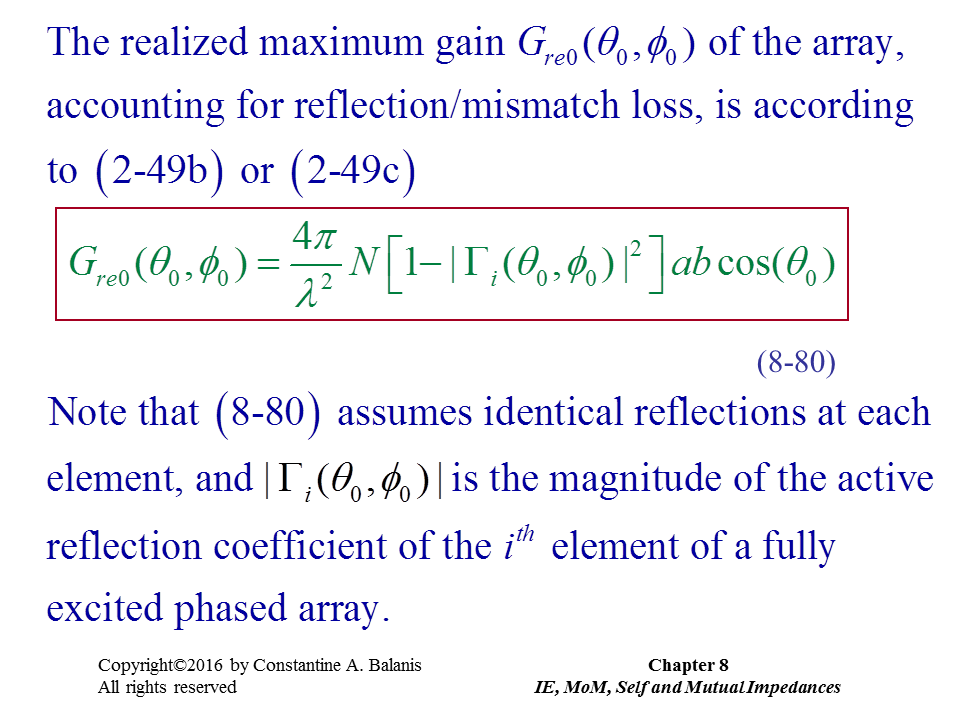 The realized maximum gain G_re0(θ_0, ϕ_0) of the array,
accounting for reflection/mismatch loss, is according
to (2-49b) or (2-49c)
G_re0(θ_0, ϕ_0) = 4π/λ^2 N[1−|Γ_i(θ_0, ϕ_0)|^2]ab cos(θ_0)
(8-80)
Note that (8-80) assumes identical reflections at each
element, and |Γ_i(θ_0, ϕ_0)| is the magnitude of the active
reflection coefficient of the i^th element of a fully
excited phased array.
Copyright©2016 by Constantine A. Balanis
All rights reserved
Chapter 8
IE, MoM, Self and Mutual Impedances